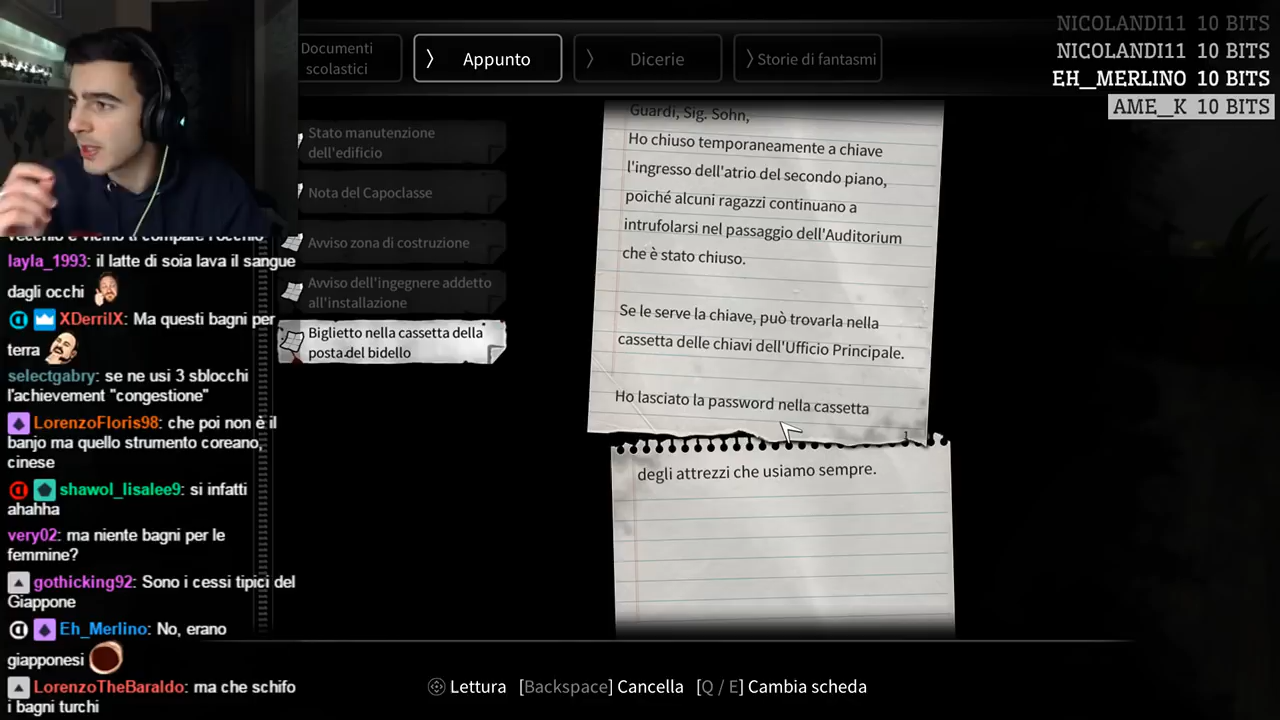 NICOLANDI11 10 BITS
NICOLANDI11 10 BITS
EH_MERLINO 10 BITS
AME_K 10 BITS
Documenti
scolastici
Appunto
Dicerie
Storie di fantasmi
Stato manutenzione
dell'edificio
Nota del Capoclasse
Avviso zona di costruzione
Avviso dell'ingegnere addetto
all'installazione
Biglietto nella cassetta della
posta del bidello
Guardi, Sig. Sohn,
Ho chiuso temporaneamente a chiave
l'ingresso dell'atrio del secondo piano,
poiché alcuni ragazzi continuano a
intrufolarsi nel passaggio dell'Auditorium
che è stato chiuso.
Se le serve la chiave, può trovarla nella
cassetta delle chiavi dell'Ufficio Principale.
Ho lasciato la password nella cassetta
1
degli attrezzi che usiamo sempre.
layla_1993: il latte di soia lava il sangue
dagli occhi
XDerrilX: Ma questi bagni per
terra
selectgabry: se ne usi 3 sblocchi
l'achievement "congestione"
LorenzoFloris98: che poi non è il
banjo ma quello strumento coreano,
cinese
shawol_lisalee9: si infatti
ahahha
very02: ma niente bagni per le
femmine?
gothicking92: Sono i cessi tipici del
Giappone
Eh_Merlino: No, erano
giapponesi
LorenzoTheBaraldo: ma che schifo
i bagni turchi
Lettura [Backspace] Cancella [Q / E] Cambia scheda